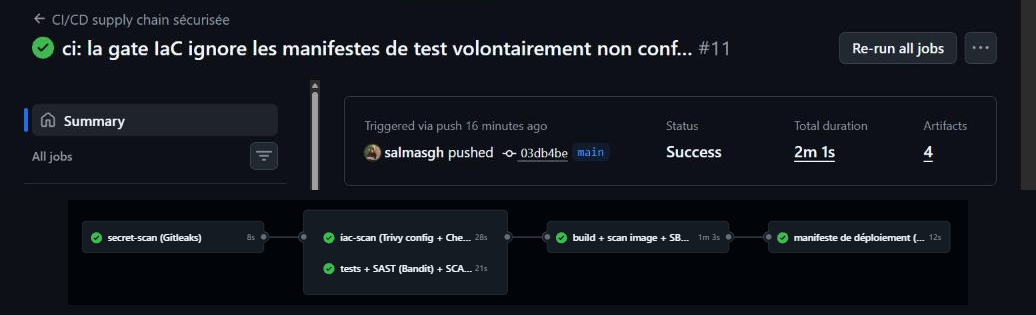 ← CI/CD supply chain sécurisée
ci: la gate IaC ignore les manifestes de test volontairement non conf... #11
Re-run all jobs
...
Summary
All jobs
Triggered via push 16 minutes ago
Status
Total duration
Artifacts
salmasgh pushed 03db4be main
Success
2m 1s
4
secret-scan (Gitleaks) 8s
iac-scan (Trivy config + Che... 28s
tests + SAST (Bandit) + SCA... 21s
build + scan image + SB... 1m 3s
manifeste de déploiement (... 12s